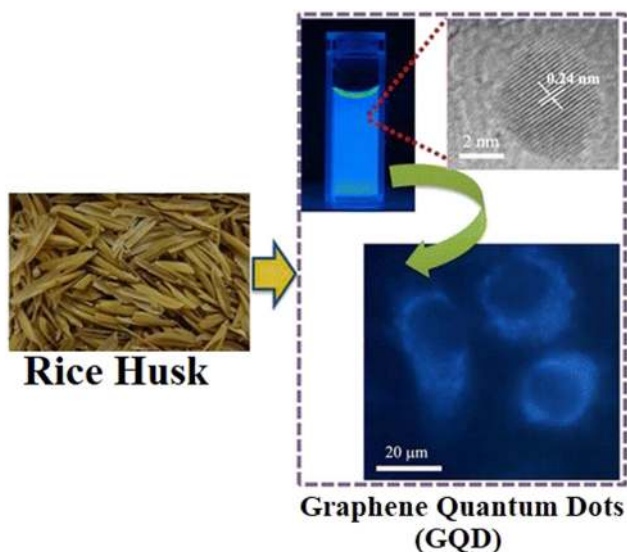 0.24 nm
2 nm
Rice Husk
20 μm
Graphene Quantum Dots
(GQD)